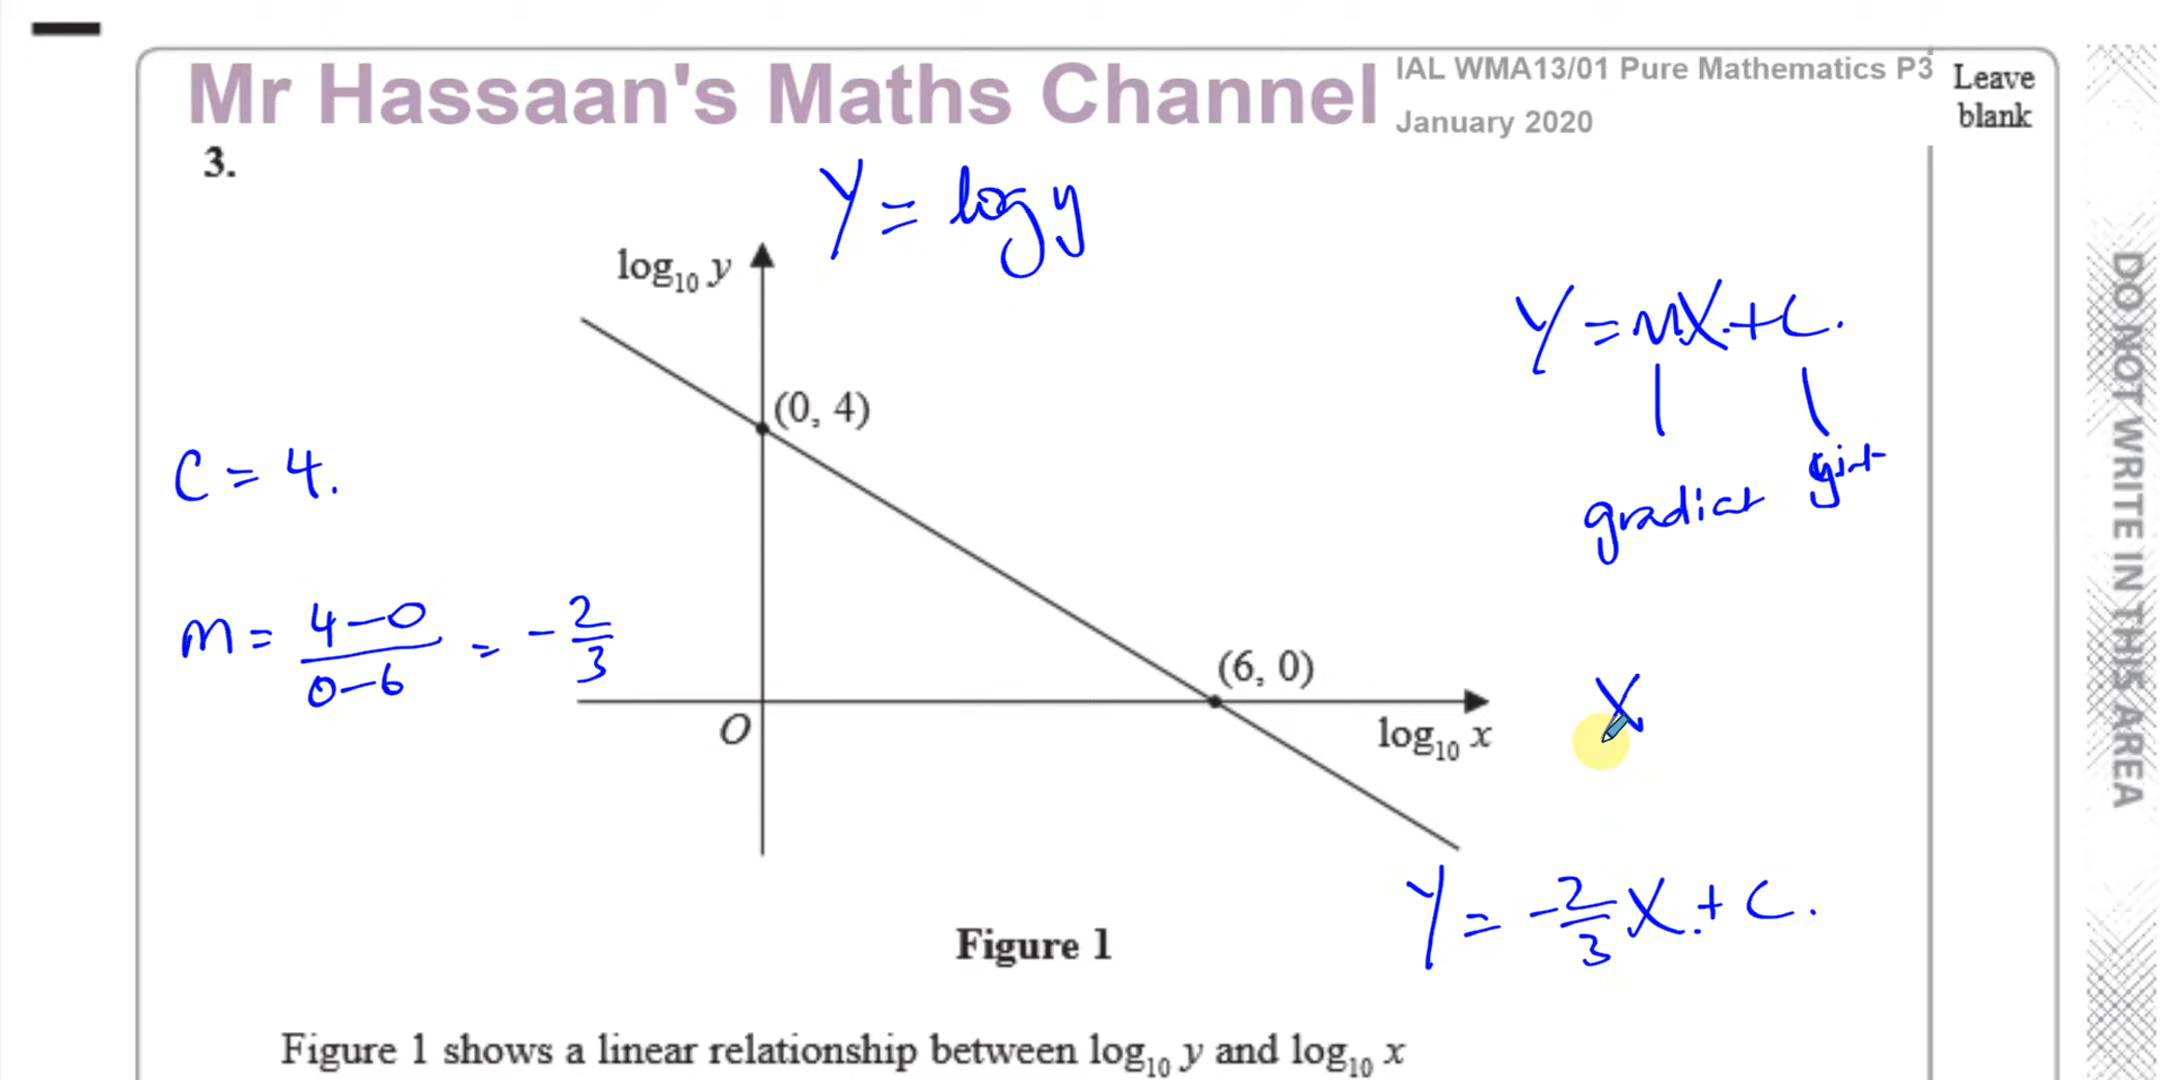 Mr Hassaan's Maths Channel
IAL WMA13/01 Pure Mathematics P3
January 2020
Leave
blank
3.
Y = log y
log₁₀ y
Y = mX + C.
(0, 4)
C = 4.
gradient
yint
m = (4-0)/(0-6) = -2/3
(6, 0)
X
O
log₁₀ x
Y = -2/3 X + C.
Figure 1
Figure 1 shows a linear relationship between log₁₀ y and log₁₀ x
DO NOT WRITE IN THIS AREA